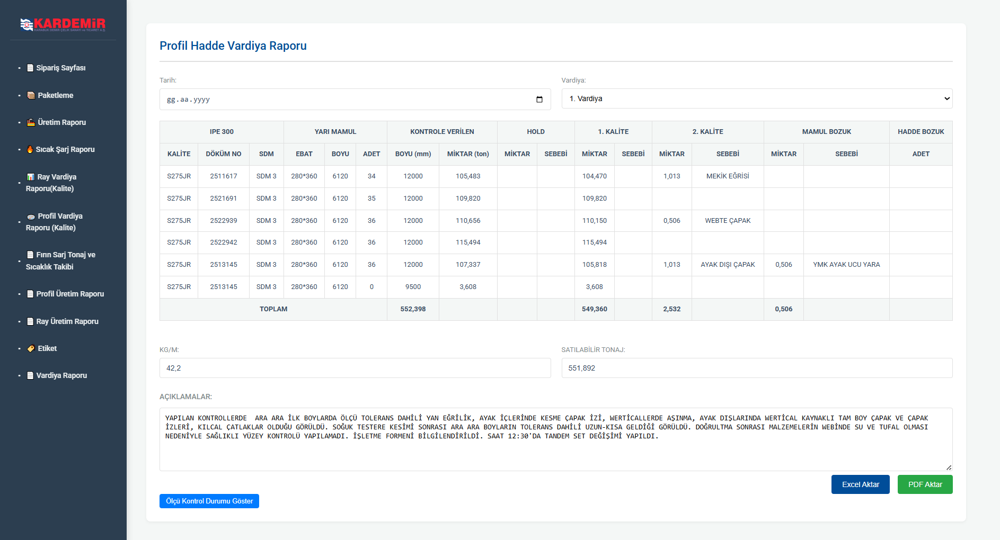 KARDEMİR
KARABÜK DEMİR ÇELİK SANAYİ ve TİCARET A.Ş.
Sipariş Sayfası
Paketleme
Üretim Raporu
Sıcak Şarj Raporu
Ray Vardiya
Raporu(Kalite)
Profil Vardiya
Raporu (Kalite)
Fırın Sarj Tonaj ve
Sıcaklık Takibi
Profil Üretim Raporu
Ray Üretim Raporu
Etiket
Vardiya Raporu
Profil Hadde Vardiya Raporu
Tarih: Vardiya:
gg.aa.yyyy 1. Vardiya
IPE 300 YARI MAMUL KONTROLE VERİLEN HOLD 1. KALİTE 2. KALİTE MAMUL BOZUK HADDE BOZUK
KALİTE DÖKÜM NO SDM EBAT BOYU ADET BOYU (mm) MİKTAR (ton) MİKTAR SEBEBİ MİKTAR SEBEBİ MİKTAR SEBEBİ MİKTAR SEBEBİ ADET
S275JR 2511617 SDM 3 280*360 6120 34 12000 105,483 104,470 1,013 MEKİK EĞRİSİ
S275JR 2521691 SDM 3 280*360 6120 35 12000 109,820 109,820
S275JR 2522939 SDM 3 280*360 6120 36 12000 110,656 110,150 0,506 WEBTE ÇAPAK
S275JR 2522942 SDM 3 280*360 6120 36 12000 115,494 115,494
S275JR 2513145 SDM 3 280*360 6120 36 12000 107,337 105,818 1,013 AYAK DIŞI ÇAPAK 0,506 YMK AYAK UCU YARA
S275JR 2513145 SDM 3 280*360 6120 0 9500 3,608 3,608
TOPLAM 552,398 549,360 2,532 0,506
KG/M: SATILABİLİR TONAJ:
42,2 551,892
AÇIKLAMALAR:
YAPILAN KONTROLLERDE  ARA ARA İLK BOYLARDA ÖLÇÜ TOLERANS DAHİLİ YAN EĞRİLİK, AYAK İÇLERİNDE KESME ÇAPAK İZİ, WERTİCALLERDE AŞINMA, AYAK DIŞLARINDA WERTİCAL KAYNAKLI TAM BOY ÇAPAK VE ÇAPAK
İZLERİ, KILCAL ÇATLAKLAR OLDUĞU GÖRÜLDÜ. SOĞUK TESTERE KESİMİ SONRASI ARA ARA BOYLARIN TOLERANS DAHİLİ UZUN-KISA GELDİĞİ GÖRÜLDÜ. DOĞRULTMA SONRASI MALZEMELERİN WEBİNDE SU VE TUFAL OLMASI
NEDENİYLE SAĞLIKLI YÜZEY KONTROLÜ YAPILAMADI. İŞLETME FORMENİ BİLGİLENDİRİLDİ. SAAT 12:30'DA TANDEM SET DEĞİŞİMİ YAPILDI.
Excel Aktar PDF Aktar
Ölçü Kontrol Durumu Göster